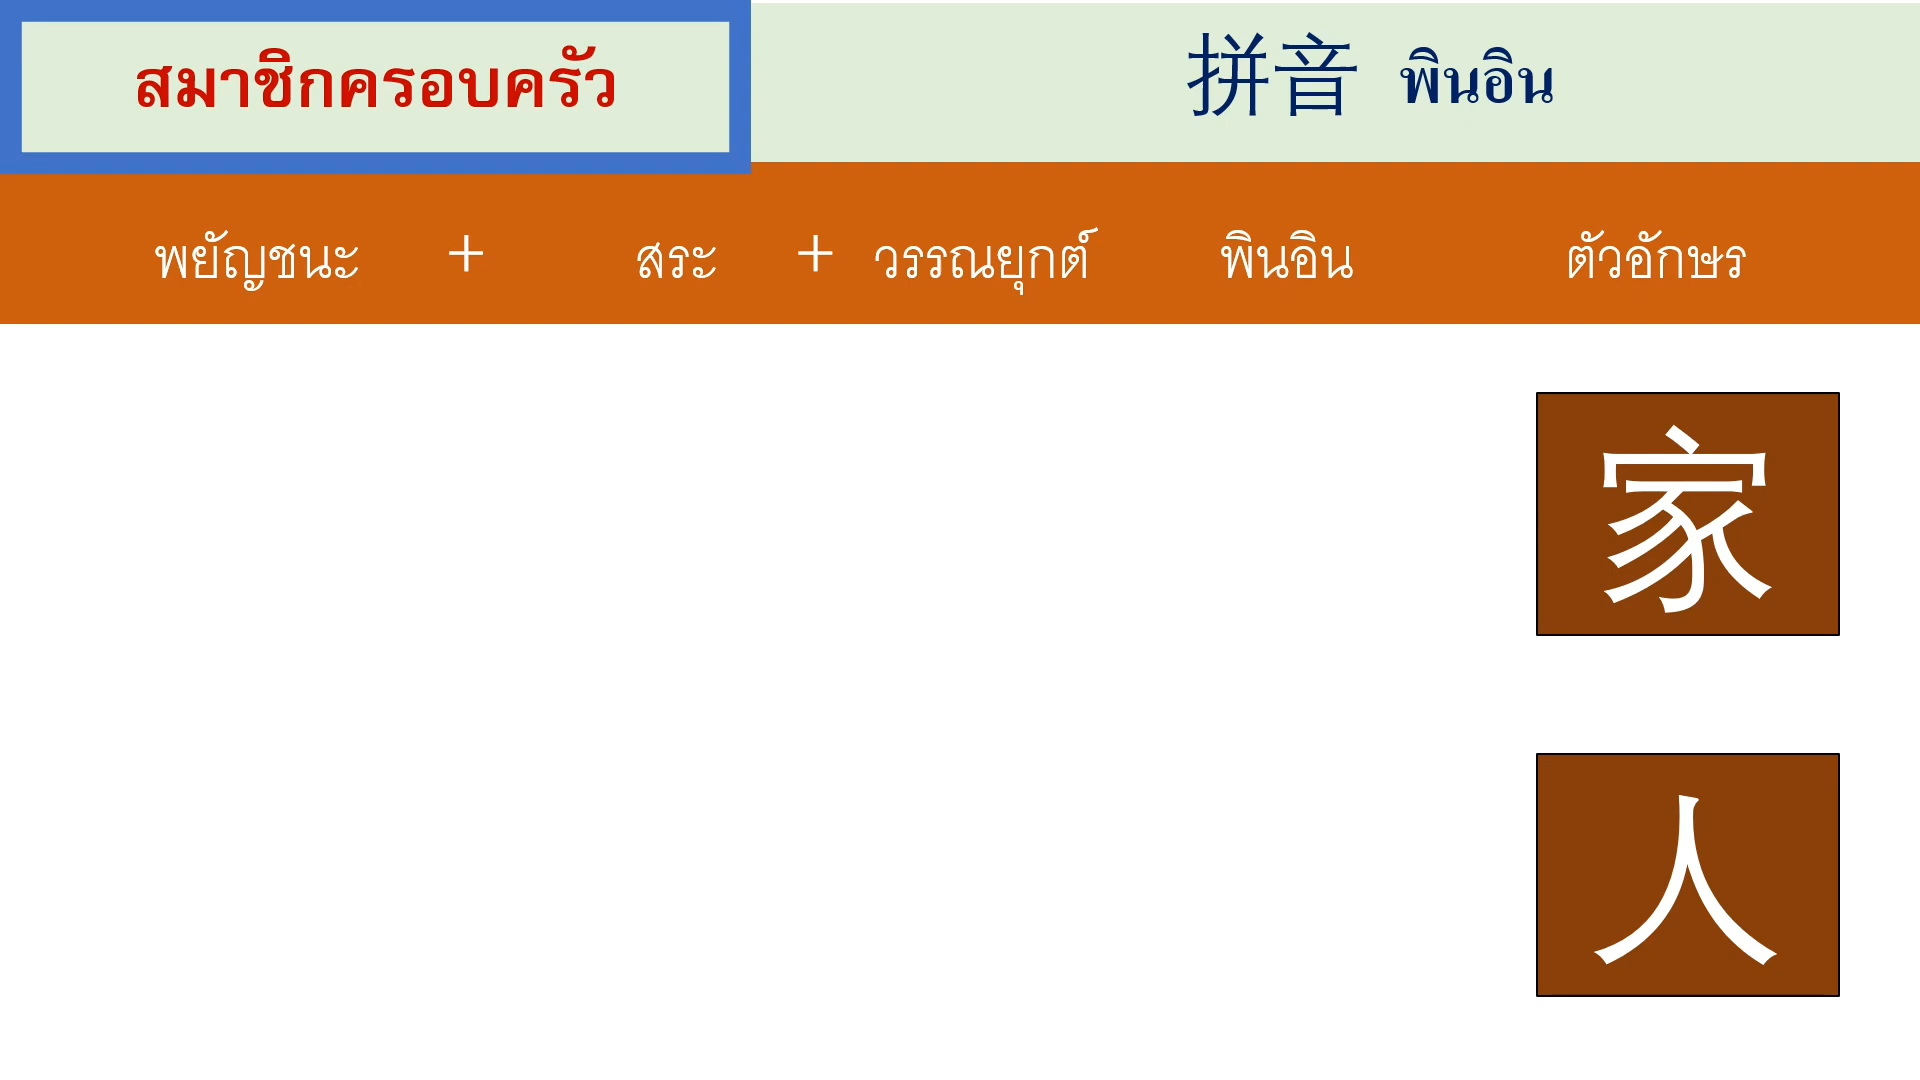 สมาชิกครอบครัว
拼音 พินอิน
พยัญชนะ + สระ + วรรณยุกต์ พินอิน ตัวอักษร
家
人